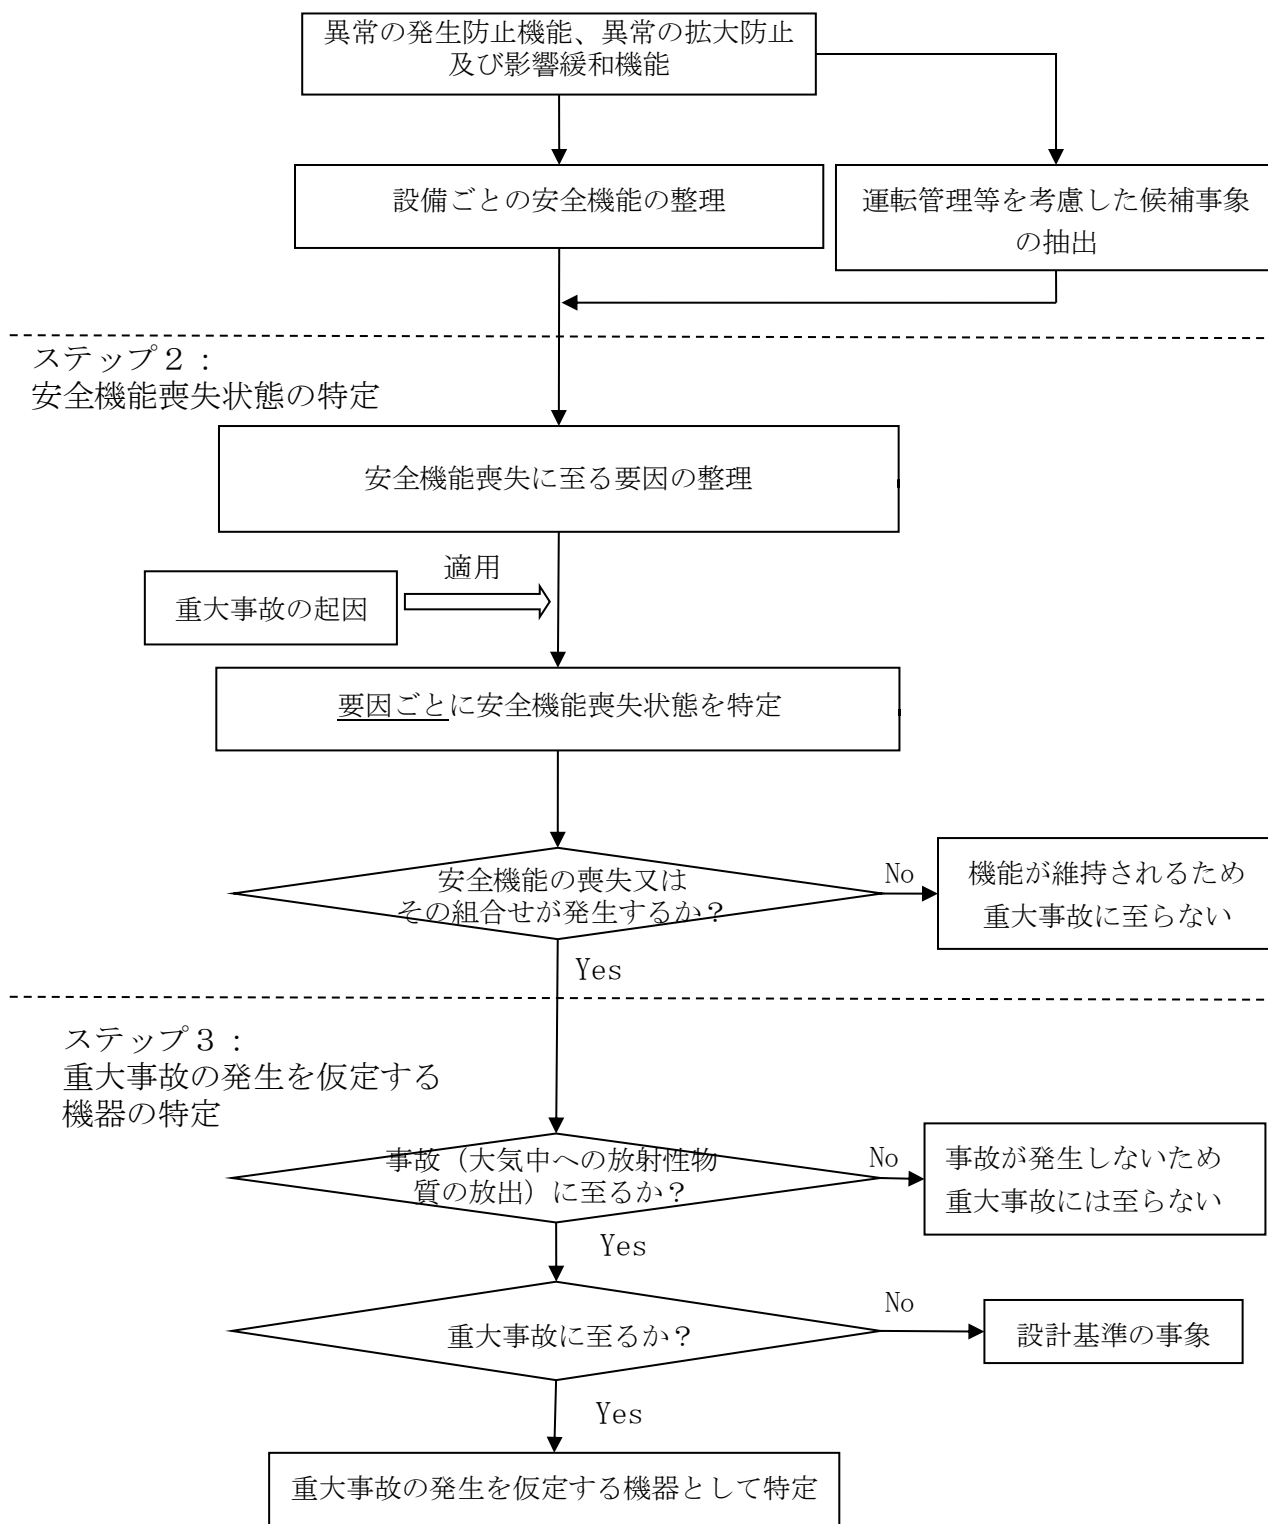 異常の発生防止機能、異常の拡大防止
及び影響緩和機能
設備ごとの安全機能の整理
運転管理等を考慮した候補事象
の抽出
ステップ２：
安全機能喪失状態の特定
安全機能喪失に至る要因の整理
適用
重大事故の起因
要因ごとに安全機能喪失状態を特定
安全機能の喪失又は
その組合せが発生するか？
No
機能が維持されるため
重大事故に至らない
Yes
ステップ３：
重大事故の発生を仮定する
機器の特定
事故（大気中への放射性物
質の放出）に至るか？
No
事故が発生しないため
重大事故には至らない
Yes
重大事故に至るか？
No
設計基準の事象
Yes
重大事故の発生を仮定する機器として特定